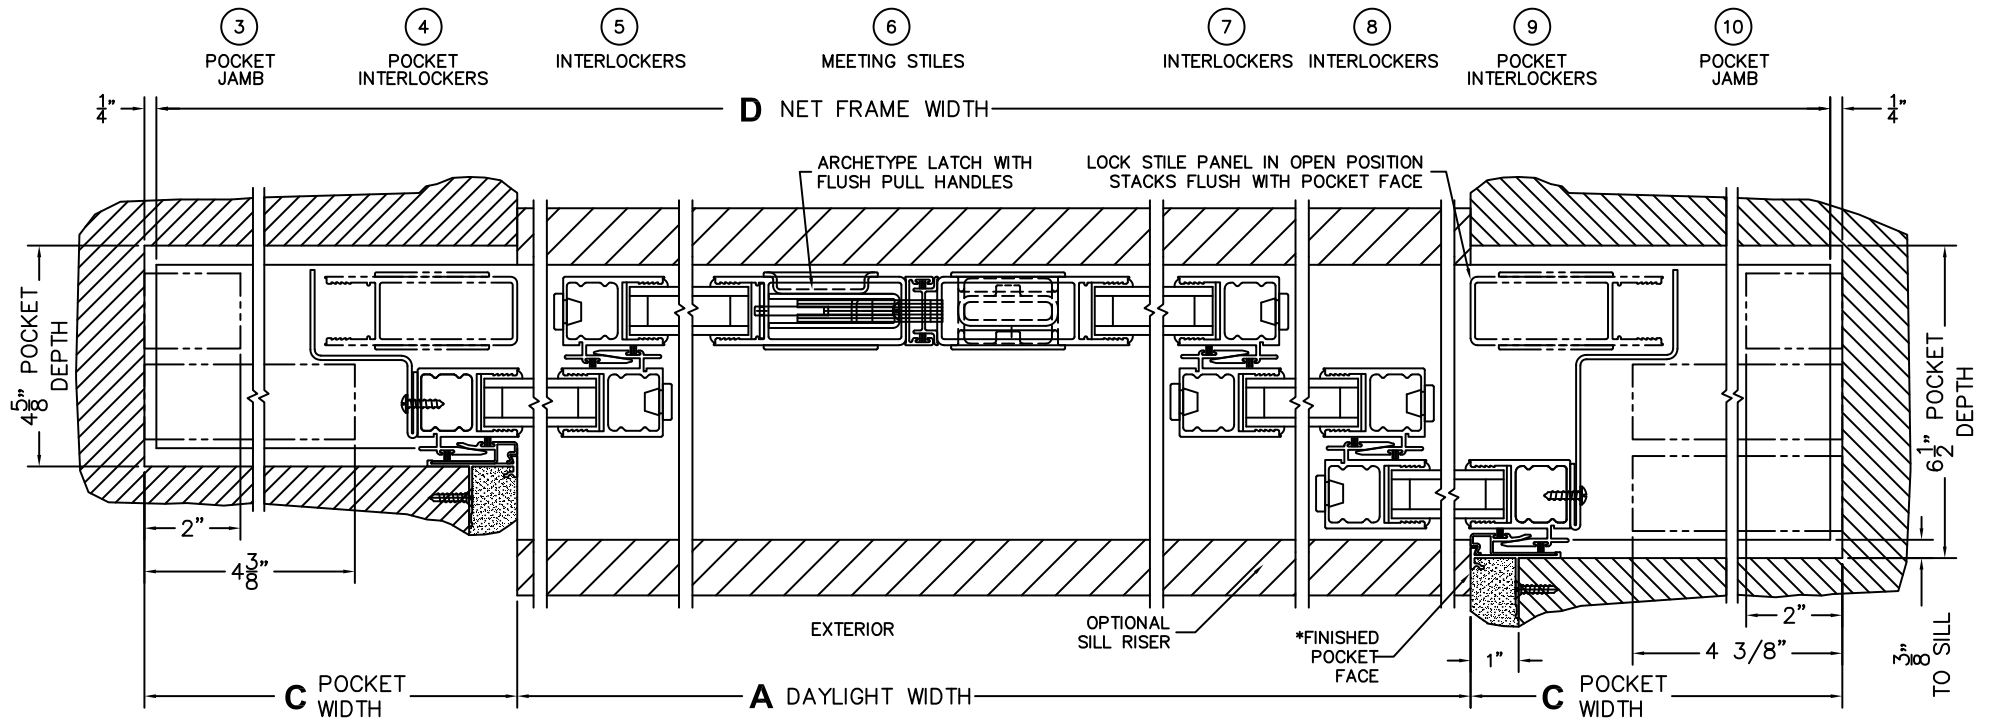 3
POCKET
JAMB
4
POCKET
INTERLOCKERS
5
INTERLOCKERS
6
MEETING STILES
7
INTERLOCKERS
8
INTERLOCKERS
9
POCKET
INTERLOCKERS
10
POCKET
JAMB
1/4"
D NET FRAME WIDTH
1/4"
ARCHETYPE LATCH WITH
FLUSH PULL HANDLES
LOCK STILE PANEL IN OPEN POSITION
STACKS FLUSH WITH POCKET FACE
4 5/8" POCKET
DEPTH
6 1/2" POCKET
DEPTH
2"
4 3/8"
EXTERIOR
OPTIONAL
SILL RISER
*FINISHED
POCKET
FACE
1"
2"
4 3/8"
3/8"
TO SILL
C POCKET
WIDTH
A DAYLIGHT WIDTH
C POCKET
WIDTH